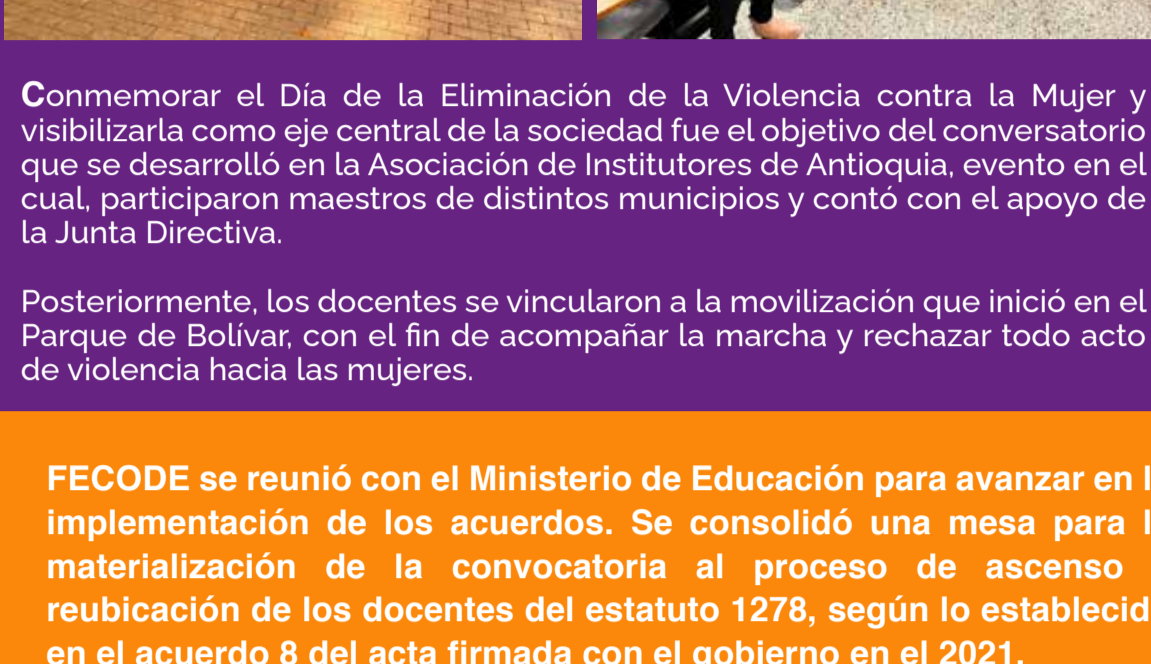 Conmemorar el Día de la Eliminación de la Violencia contra la Mujer y
visibilizarla como eje central de la sociedad fue el objetivo del conversatorio
que se desarrolló en la Asociación de Institutores de Antioquia, evento en el
cual, participaron maestros de distintos municipios y contó con el apoyo de
la Junta Directiva.
Posteriormente, los docentes se vincularon a la movilización que inició en el
Parque de Bolívar, con el fin de acompañar la marcha y rechazar todo acto
de violencia hacia las mujeres.
FECODE se reunió con el Ministerio de Educación para avanzar en
implementación de los acuerdos. Se consolidó una mesa para
materialización de la convocatoria al proceso de ascenso
reubicación de los docentes del estatuto 1278, según lo establecid
en el acuerdo 8 del acta firmada con el gobierno en el 2021.